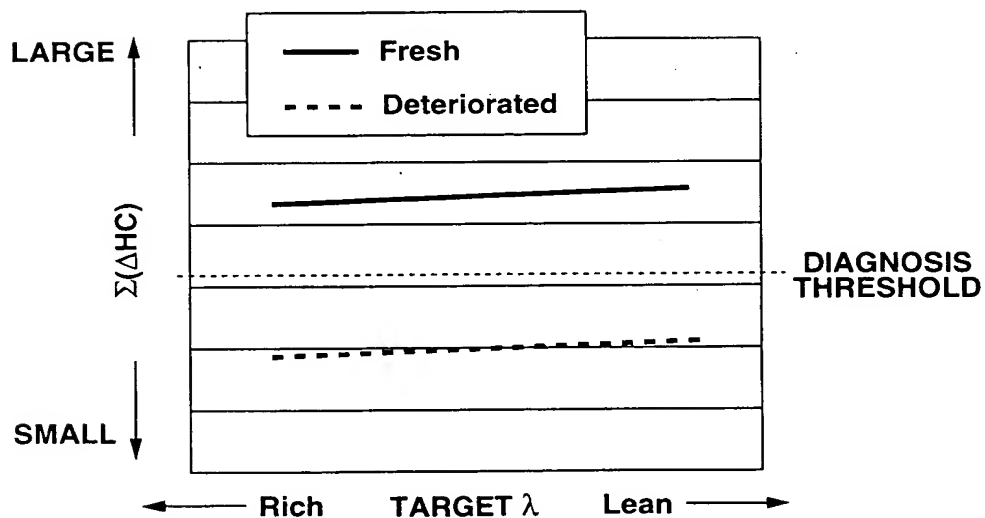 LARGE
Fresh
Deteriorated
Σ(ΔHC)
DIAGNOSIS
THRESHOLD
SMALL
Rich TARGET λ Lean